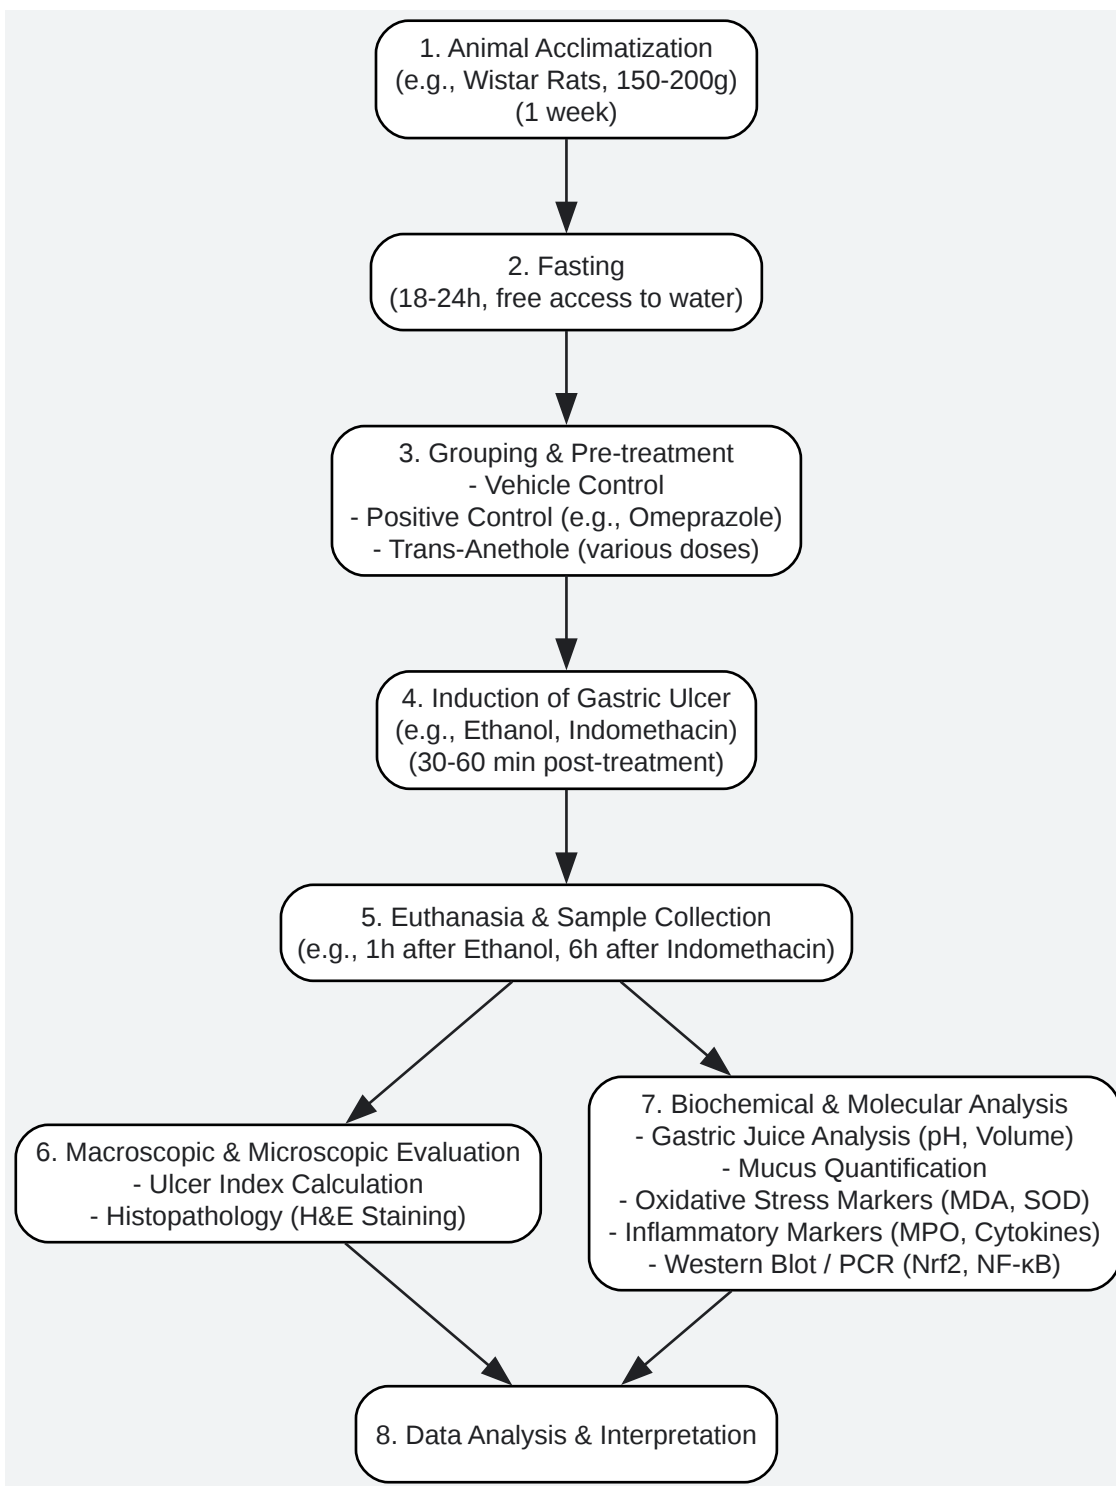 1. Animal Acclimatization
(e.g., Wistar Rats, 150-200g)
(1 week)
2. Fasting
(18-24h, free access to water)
3. Grouping & Pre-treatment
- Vehicle Control
- Positive Control (e.g., Omeprazole)
- Trans-Anethole (various doses)
4. Induction of Gastric Ulcer
(e.g., Ethanol, Indomethacin)
(30-60 min post-treatment)
5. Euthanasia & Sample Collection
(e.g., 1h after Ethanol, 6h after Indomethacin)
6. Macroscopic & Microscopic Evaluation
- Ulcer Index Calculation
- Histopathology (H&E Staining)
7. Biochemical & Molecular Analysis
- Gastric Juice Analysis (pH, Volume)
- Mucus Quantification
- Oxidative Stress Markers (MDA, SOD)
- Inflammatory Markers (MPO, Cytokines)
- Western Blot / PCR (Nrf2, NF-κB)
8. Data Analysis & Interpretation